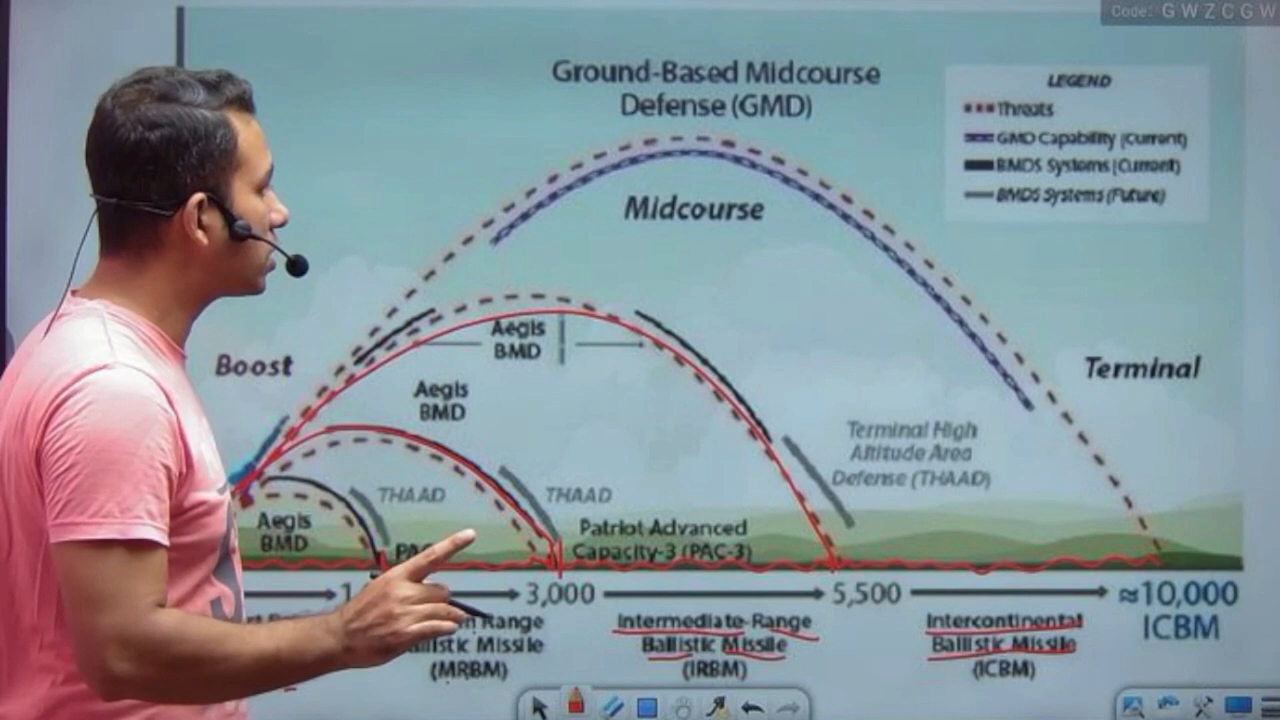 Code: G W Z C G W
Ground-Based Midcourse
Defense (GMD)
LEGEND
Threats
GMD Capability (Current)
BMDS Systems (Current)
BMDS Systems (Future)
Midcourse
Boost
Terminal
Aegis
BMD
Aegis
BMD
Terminal High
Altitude Area
Defense (THAAD)
THAAD
THAAD
Aegis
BMD
Patriot Advanced
Capacity-3 (PAC-3)
3,000
5,500
≈10,000
ICBM
Range
Missile
(MRBM)
Intermediate-Range
Ballistic Missile
(IRBM)
Intercontinental
Ballistic Missile
(ICBM)